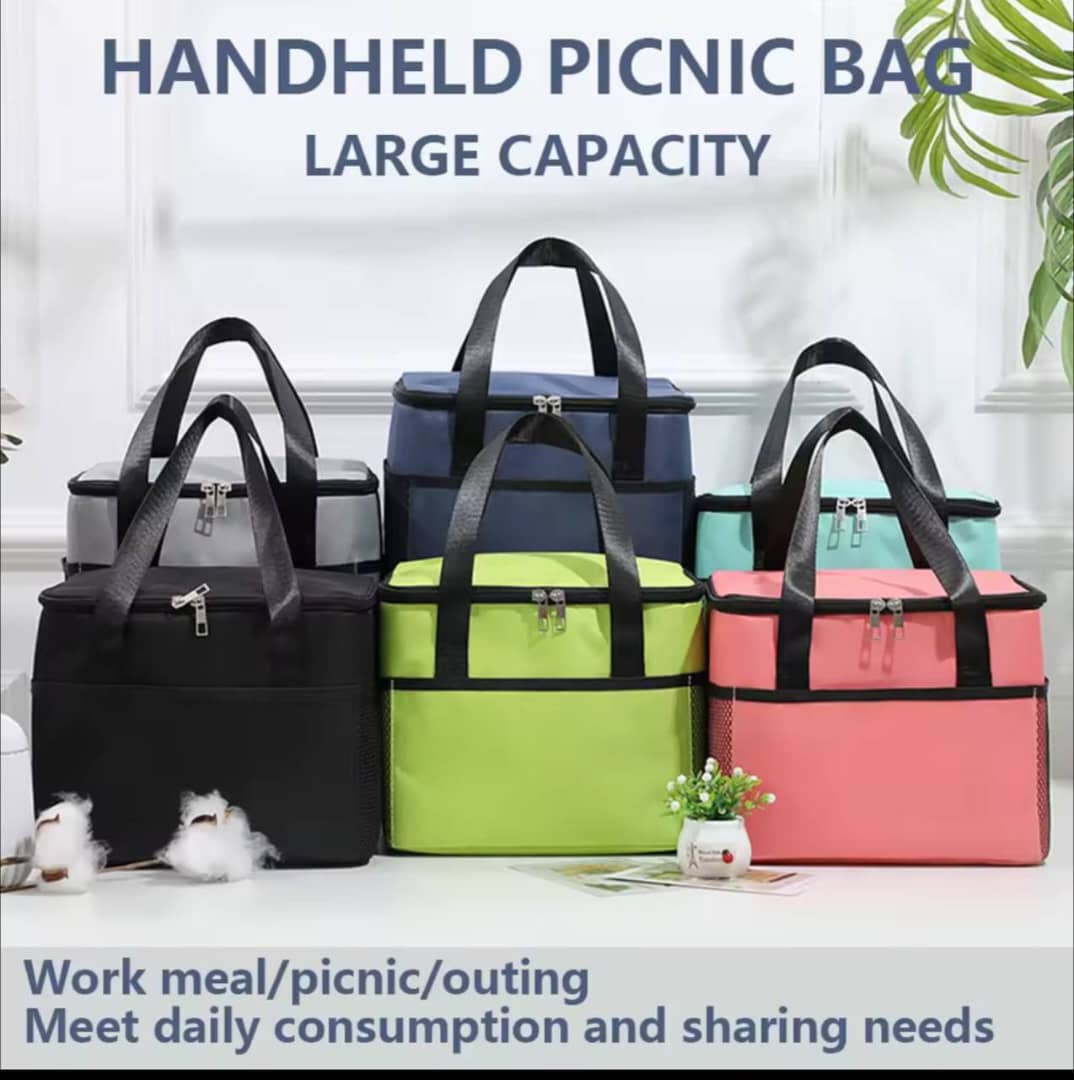 HANDHELD PICNIC BAG
LARGE CAPACITY
Work meal/picnic/outing
Meet daily consumption and sharing needs